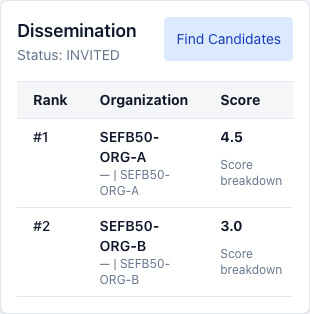 Dissemination
Status: INVITED
Find Candidates
Rank Organization Score
#1 SEFB50- 4.5
ORG-A
— | SEFB50- Score
ORG-A breakdown
#2 SEFB50- 3.0
ORG-B
— | SEFB50- Score
ORG-B breakdown